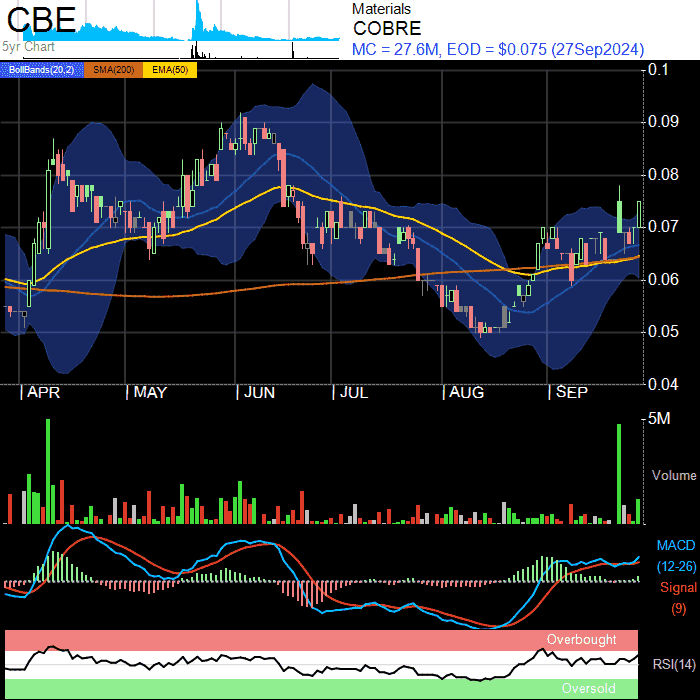 CBE
5yr Chart
Materials
COBRE
MC = 27.6M, EOD = $0.075 (27Sep2024)
BollBands(20,2) SMA(200) EMA(50)
0.1
0.09
0.08
0.07
0.06
0.05
0.04
APR MAY JUN JUL AUG SEP
5M
Volume
MACD
(12-26)
Signal
(9)
Overbought
RSI(14)
Oversold